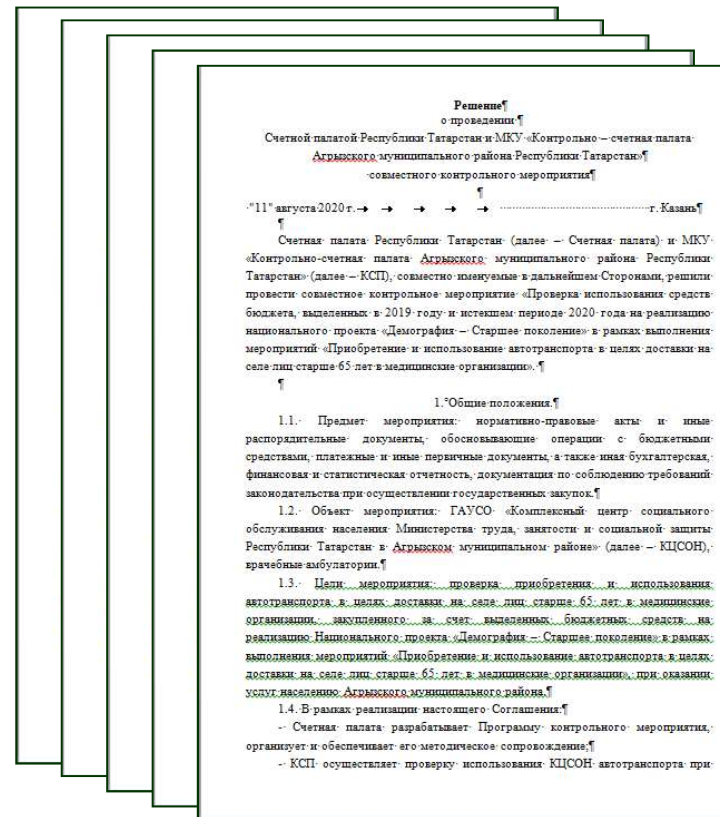 Решение¶
о проведении ¶
Счетной палатой Республики Татарстан и МКУ «Контрольно – счетная палата
Агрызского муниципального района Республики Татарстан»¶
совместного контрольного мероприятия¶
¶
"11" августа 2020 г. → → → → → г. Казань¶
¶
Счетная палата Республики Татарстан (далее – Счетная палата) и МКУ
«Контрольно-счетная палата Агрызского муниципального района Республики
Татарстан» (далее – КСП), совместно именуемые в дальнейшем Сторонами, решили
провести совместное контрольное мероприятие «Проверка использования средств
бюджета, выделенных в 2019 году и истекшем периоде 2020 года на реализацию
национального проекта «Демография – Старшее поколение» в рамках выполнения
мероприятий «Приобретение и использование автотранспорта в целях доставки на
селе лиц старше 65 лет в медицинские организации». ¶
¶
1.°Общие положения.¶
1.1. Предмет мероприятия: нормативно-правовые акты и иные
распорядительные документы, обосновывающие операции с бюджетными
средствами, платежные и иные первичные документы, а также иная бухгалтерская,
финансовая и статистическая отчетность, документация по соблюдению требований
законодательства при осуществлении государственных закупок.¶
1.2. Объект мероприятия: ГАУСО «Комплексный центр социального
обслуживания населения Министерства труда, занятости и социальной защиты
Республики Татарстан в Агрызском муниципальном районе» (далее – КЦСОН),
врачебные амбулатории.¶
1.3. Цели мероприятия: проверка приобретения и использования
автотранспорта в целях доставки на селе лиц старше 65 лет в медицинские
организации, закупленного за счет выделенных бюджетных средств на
реализацию Национального проекта «Демография – Старшее поколение» в рамках
выполнения мероприятий «Приобретение и использование автотранспорта в целях
доставки на селе лиц старше 65 лет в медицинские организации», при оказании
услуг населению Агрызского муниципального района.¶
1.4. В рамках реализации настоящего Соглашения:¶
- Счетная палата разрабатывает Программу контрольного мероприятия,
организует и обеспечивает его методическое сопровождение;¶
- КСП осуществляет проверку использования КЦСОН автотранспорта при